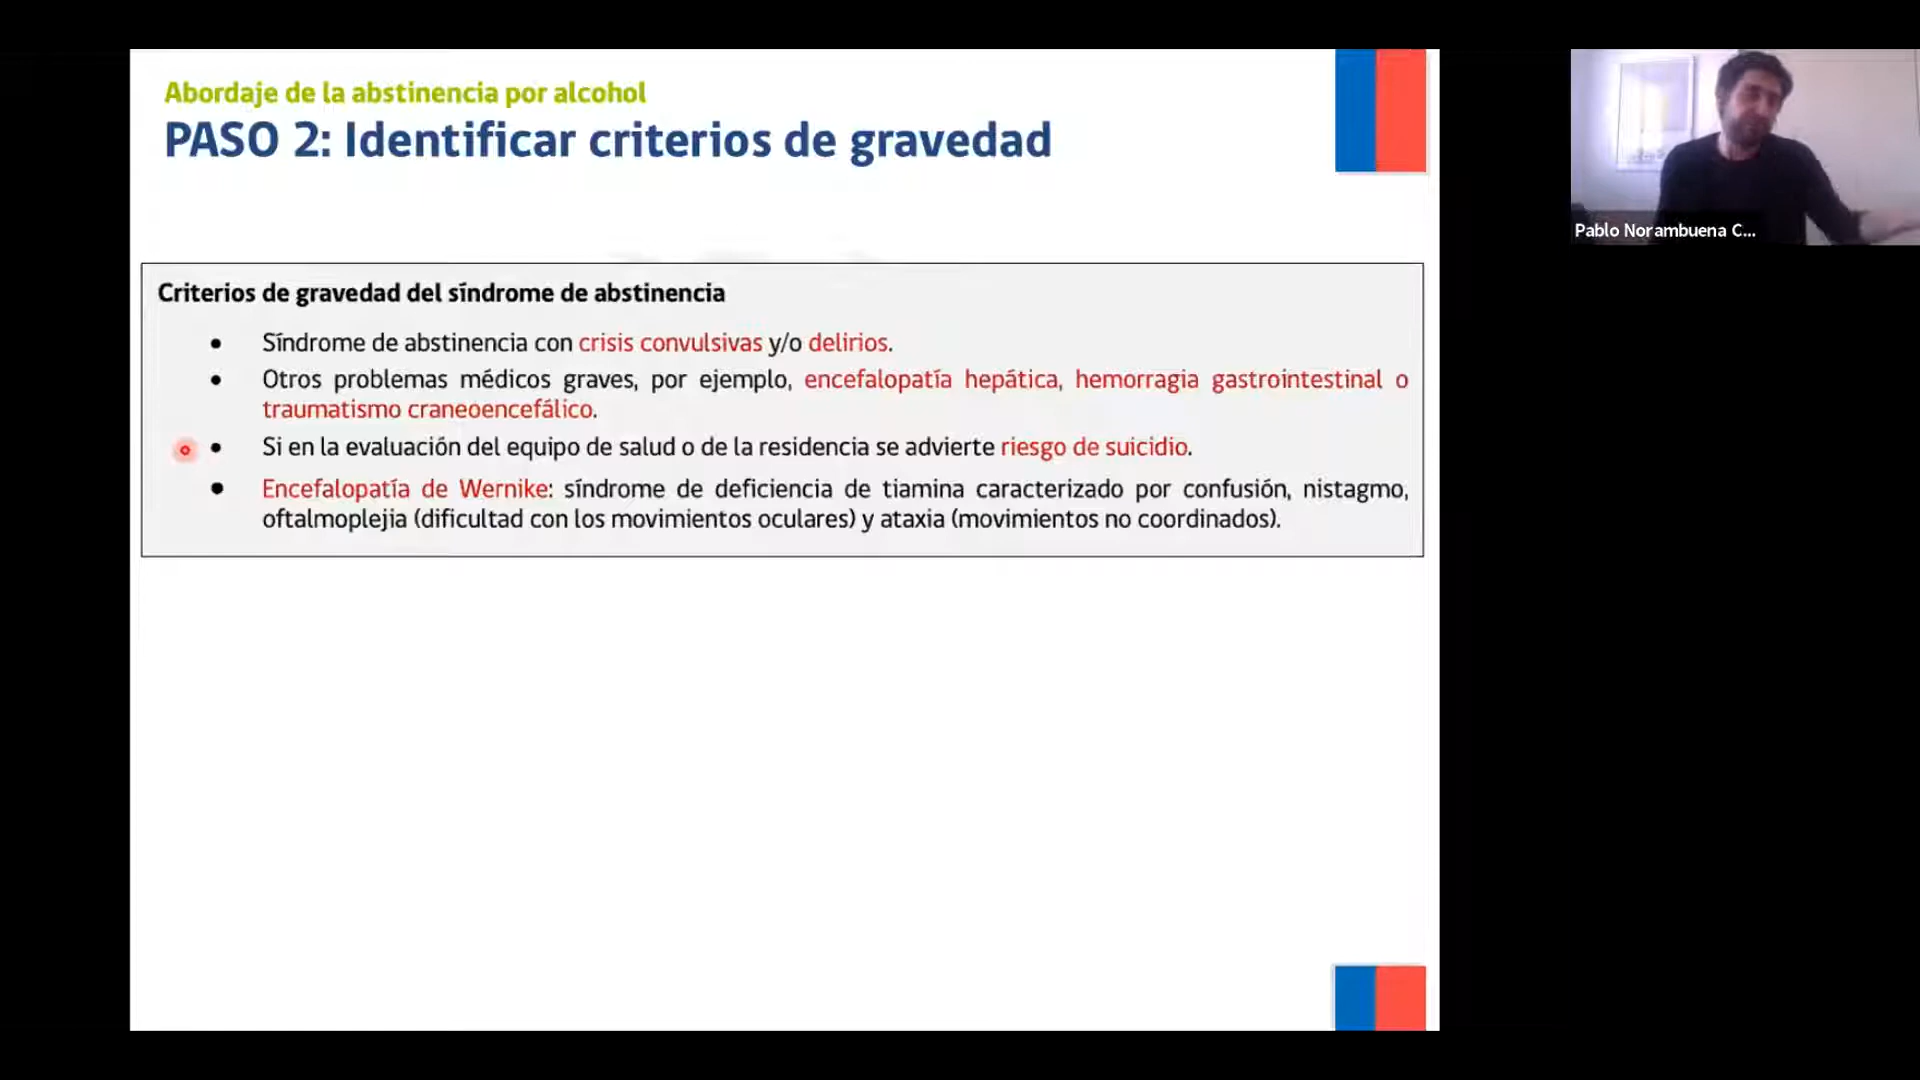 Abordaje de la abstinencia por alcohol
PASO 2: Identificar criterios de gravedad
Pablo Norambuena C...
Criterios de gravedad del síndrome de abstinencia
• Síndrome de abstinencia con crisis convulsivas y/o delirios.
• Otros problemas médicos graves, por ejemplo, encefalopatía hepática, hemorragia gastrointestinal o
traumatismo craneoencefálico.
• Si en la evaluación del equipo de salud o de la residencia se advierte riesgo de suicidio.
• Encefalopatía de Wernike: síndrome de deficiencia de tiamina caracterizado por confusión, nistagmo,
oftalmoplejia (dificultad con los movimientos oculares) y ataxia (movimientos no coordinados).